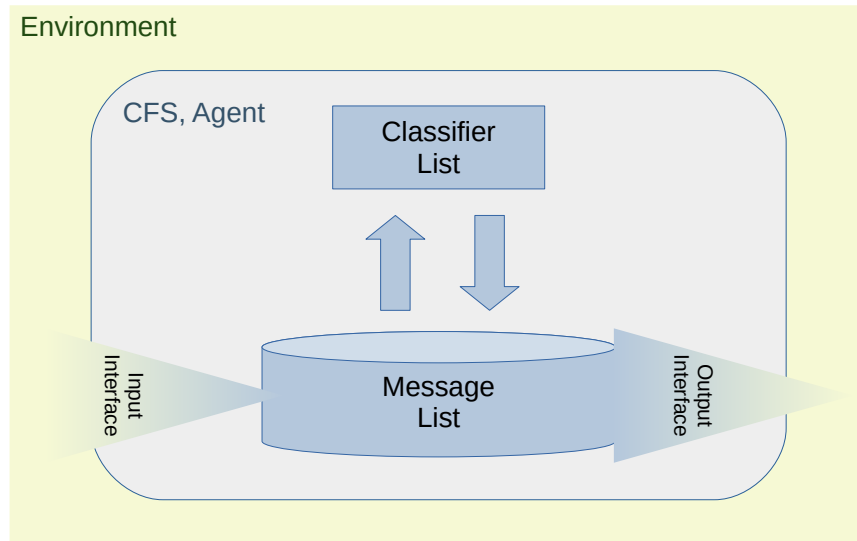 Environment
CFS, Agent
Classifier
List
Input
Interface
Message
List
Output
Interface